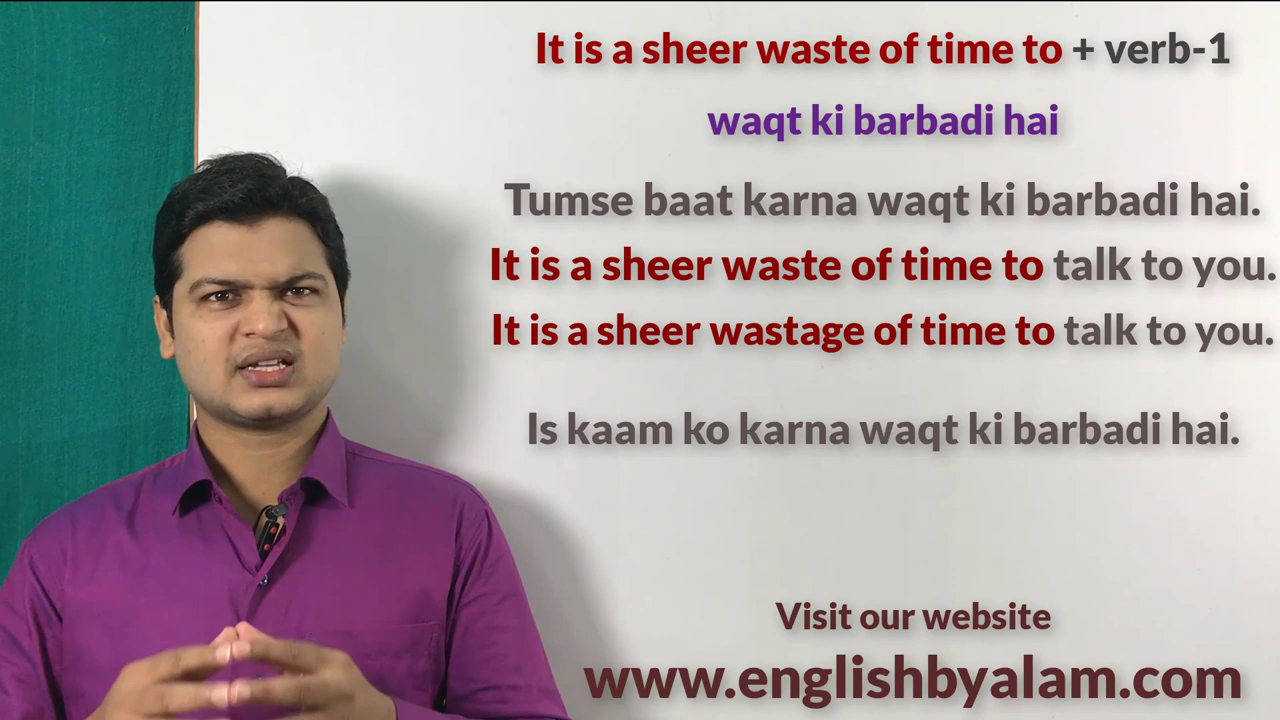 It is a sheer waste of time to + verb-1
waqt ki barbadi hai
Tumse baat karna waqt ki barbadi hai.
It is a sheer waste of time to talk to you.
It is a sheer wastage of time to talk to you.
Is kaam ko karna waqt ki barbadi hai.
Visit our website
www.englishbyalam.com